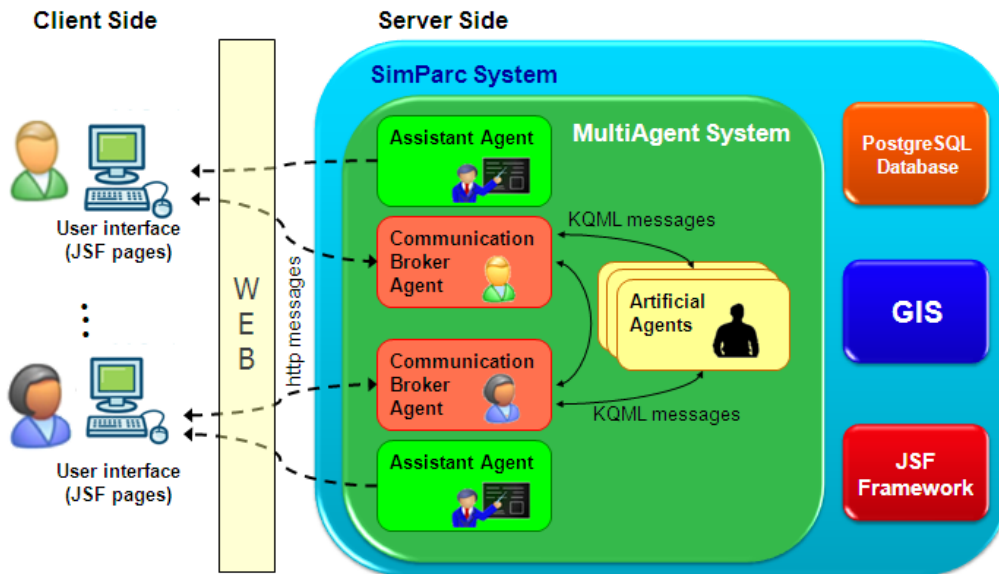 Client Side
Server Side
SimParc System
MultiAgent System
Assistant Agent
PostgreSQL
Database
User interface
(JSF pages)
KQML messages
Communication
Broker
Agent
W
E
B
http messages
Artificial
Agents
GIS
Communication
Broker
Agent
KQML messages
User interface
(JSF pages)
Assistant Agent
JSF
Framework